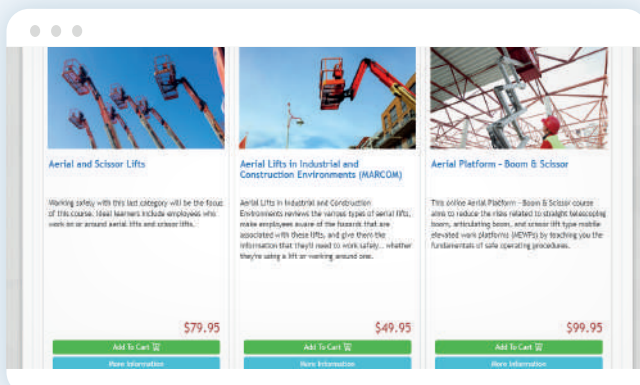 Aerial and Scissor Lifts
Working safely with this last category will be the focus
of this course. Ideal learners include employees who
work on or around aerial lifts and scissor lifts.
$79.95
Add To Cart
More Information
Aerial Lifts in Industrial and
Construction Environments (MARCOM)
Aerial Lifts in Industrial and Construction
Environments reviews the various types of aerial lifts,
make employees aware of the hazards that are
associated with these lifts, and give them the
information that they'll need to work safely... whether
they're using a lift or working around one.
$49.95
Add To Cart
More Information
Aerial Platform - Boom & Scissor
This online Aerial Platform - Boom & Scissor course
aims to reduce the risks related to straight telescoping
boom, articulating boom, and scissor lift type mobile
elevated work platforms (MEWPs) by teaching you the
fundamentals of safe operating procedures.
$99.95
Add To Cart
More Information